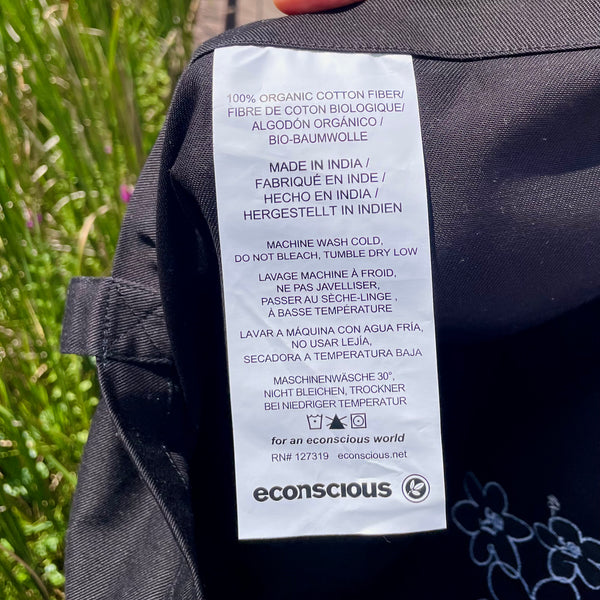 100% ORGANIC COTTON FIBER/
FIBRE DE COTON BIOLOGIQUE/
ALGODÓN ORGÁNICO /
BIO-BAUMWOLLE
MADE IN INDIA /
FABRIQUÉ EN INDE /
HECHO EN INDIA /
HERGESTELLT IN INDIEN
MACHINE WASH COLD,
DO NOT BLEACH, TUMBLE DRY LOW
LAVAGE MACHINE À FROID,
NE PAS JAVELLISER,
PASSER AU SÈCHE-LINGE ,
À BASSE TEMPÉRATURE
LAVAR A MÁQUINA CON AGUA FRÍA,
NO USAR LEJÍA,
SECADORA A TEMPERATURA BAJA
MASCHINENWÄSCHE 30°,
NICHT BLEICHEN, TROCKNER
BEI NIEDRIGER TEMPERATUR
for an econscious world
RN# 127319 econscious.net
econscious